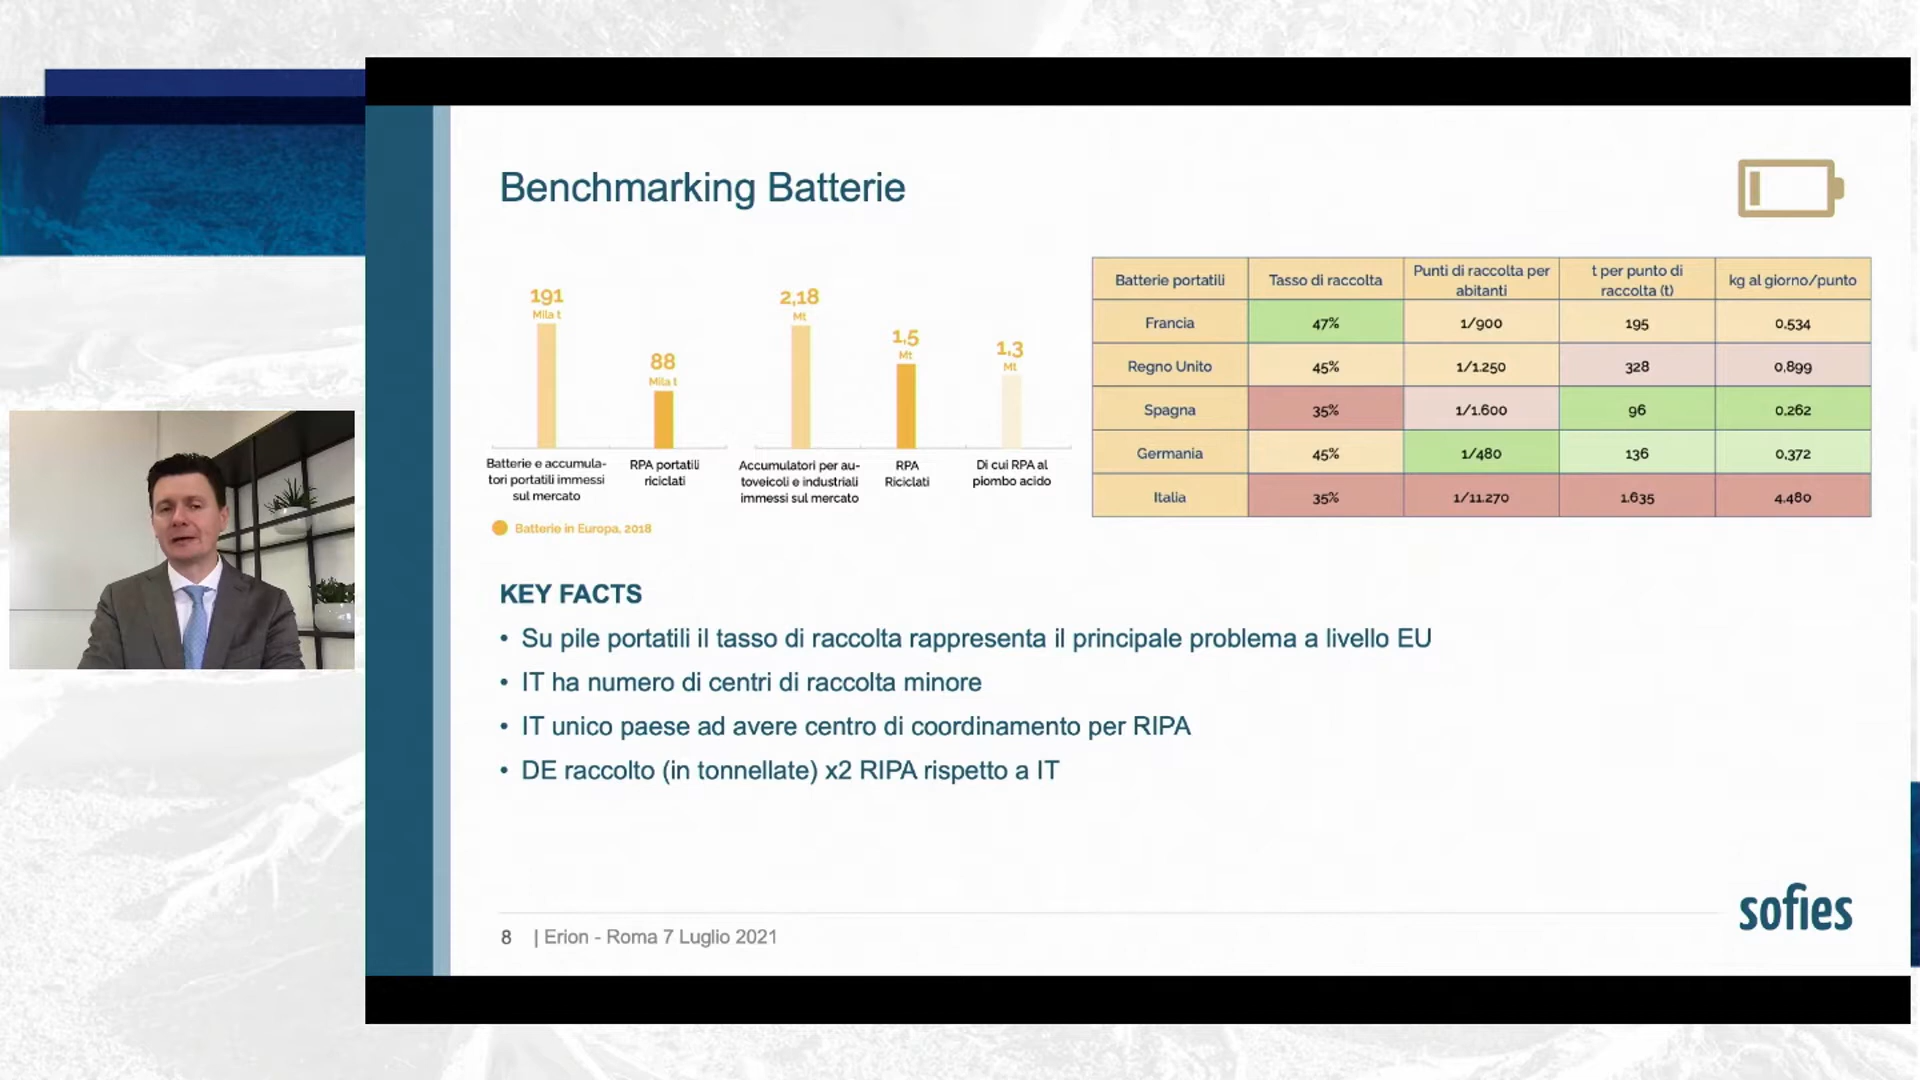 Benchmarking Batterie
191
Mila t
88
Mila t
2,18
Mt
1,5
Mt
1,3
Mt
Batterie e accumula-
tori portatili immessi
sul mercato
RPA portatili
riciclati
Accumulatori per au-
toveicoli e industriali
immessi sul mercato
RPA
Riciclati
Di cui RPA al
piombo acido
Batterie in Europa, 2018
Batterie portatili Tasso di raccolta Punti di raccolta per abitanti t per punto di raccolta (t) kg al giorno/punto
Francia 47% 1/900 195 0,534
Regno Unito 45% 1/1.250 328 0,899
Spagna 35% 1/1.600 96 0,262
Germania 45% 1/480 136 0,372
Italia 35% 1/11.270 1.635 4.480
KEY FACTS
• Su pile portatili il tasso di raccolta rappresenta il principale problema a livello EU
• IT ha numero di centri di raccolta minore
• IT unico paese ad avere centro di coordinamento per RIPA
• DE raccolto (in tonnellate) x2 RIPA rispetto a IT
sofies
8 | Erion - Roma 7 Luglio 2021